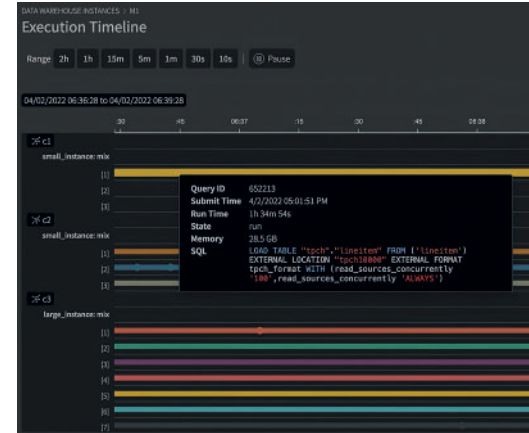 DATA WAREHOUSE INSTANCES > M1
Execution Timeline
Range 2h 1h 15m 5m 1m 30s 10s Pause
04/02/2022 06:36:28 to 04/02/2022 06:39:28
:30 :45 06:37 :15 :30 :45 06:38
c1
small_instance: mix
[1]
[2]
[3]
Query ID 652213
Submit Time 4/2/2022 05:01:51 PM
Run Time 1h 34m 54s
State run
Memory 28.5 GB
SQL LOAD TABLE "tpch"."lineitem" FROM ('lineitem')
EXTERNAL LOCATION "tpch10000" EXTERNAL FORMAT
tpch_format WITH (read_sources_concurrently
'100',read_sources_concurrently 'ALWAYS')
c2
small_instance: mix
[1]
[2]
[3]
c3
large_instance: mix
[1]
[2]
[3]
[4]
[5]
[6]
[7]